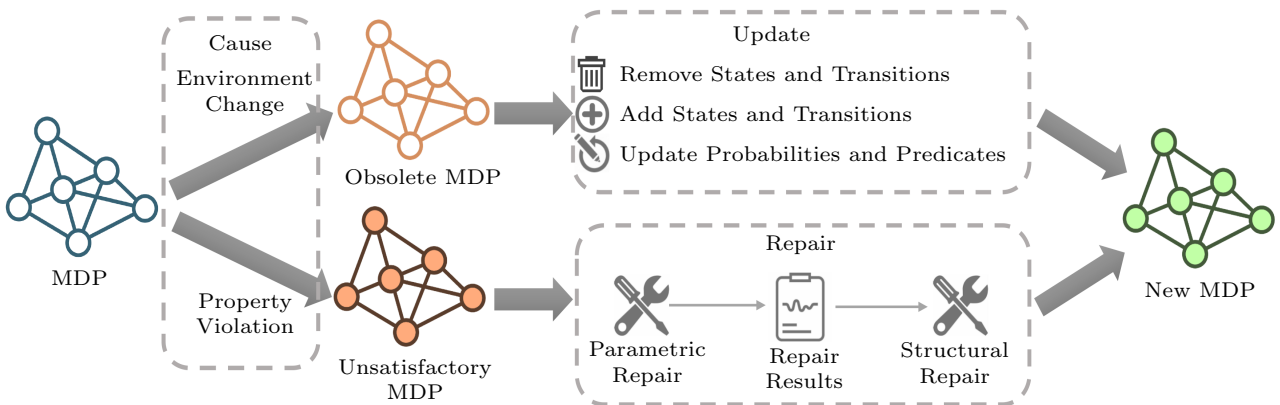 MDP
Cause
Environment
Change
Property
Violation
Obsolete MDP
Unsatisfactory
MDP
Update
Remove States and Transitions
Add States and Transitions
Update Probabilities and Predicates
Repair
Parametric
Repair
Repair
Results
Structural
Repair
New MDP